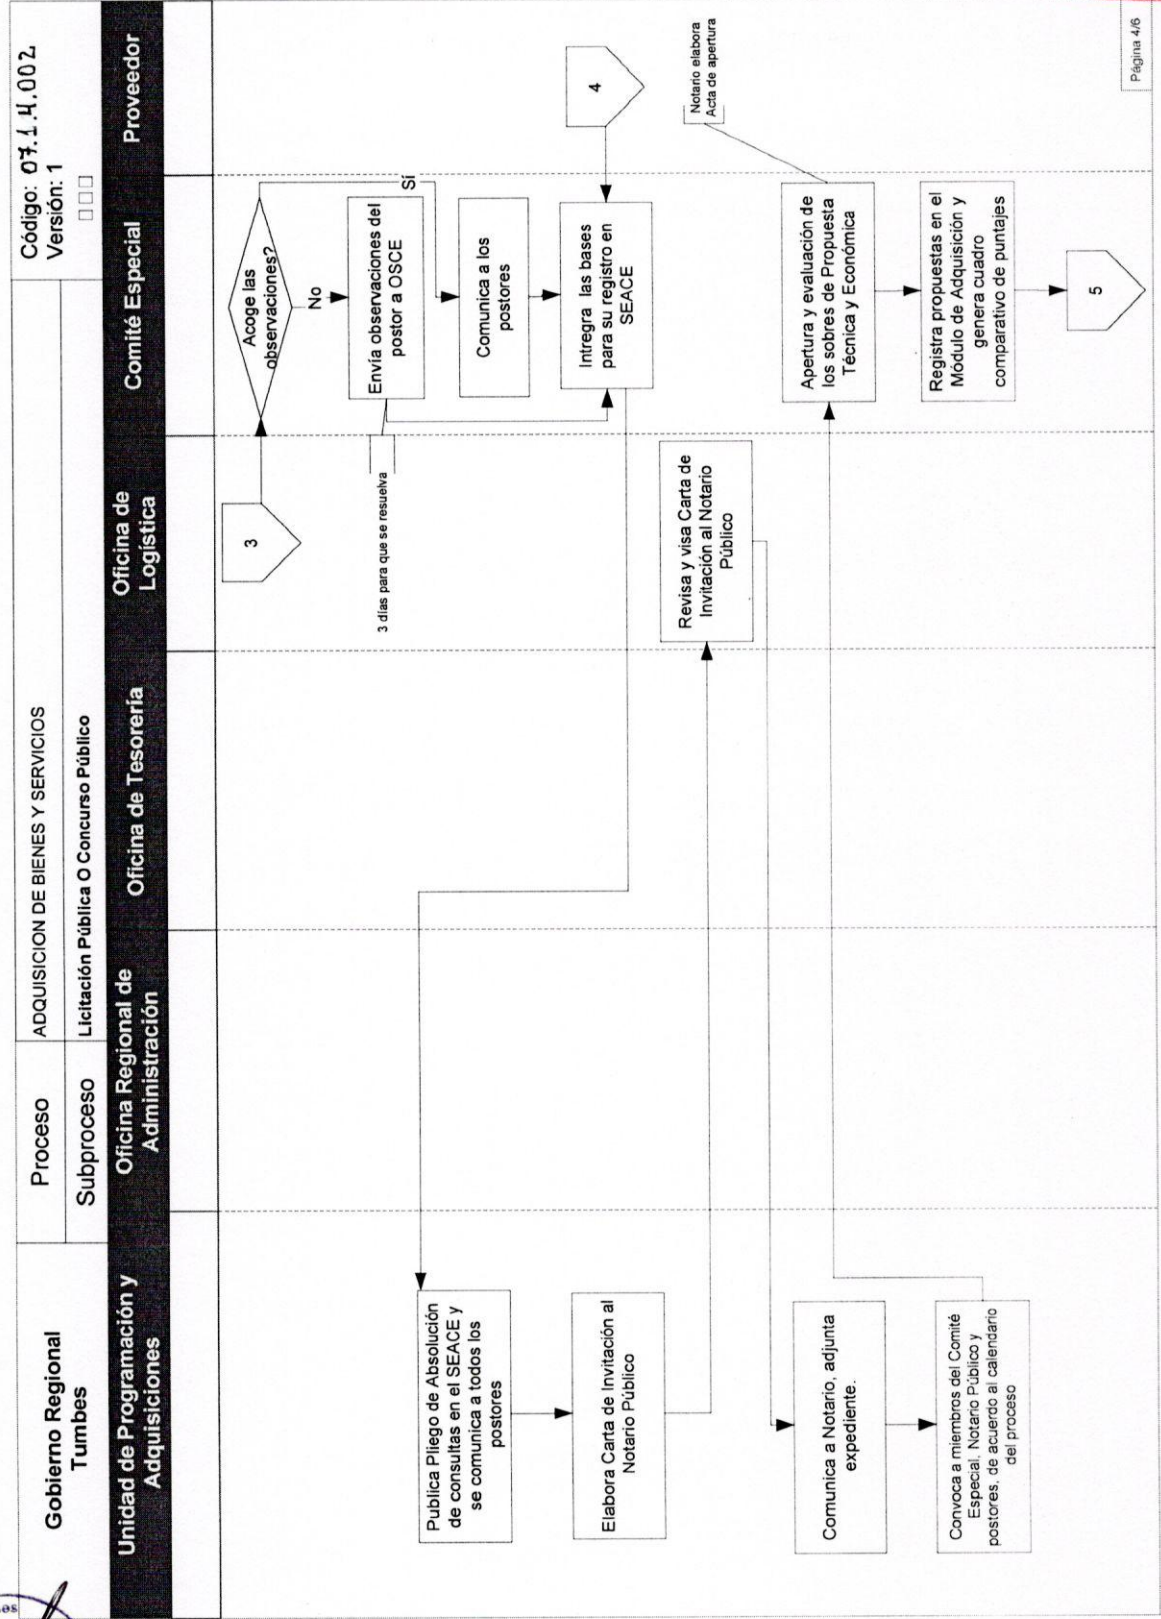 Gobierno Regional
Tumbes
Proceso
ADQUISICION DE BIENES Y SERVICIOS
Subproceso
Licitación Pública O Concurso Público
Código: 07.1.4.002
Versión: 1
Unidad de Programación y
Adquisiciones
Oficina Regional de
Administración
Oficina de Tesorería
Oficina de
Logística
Comité Especial
Proveedor
3
Acoge las
observaciones?
No
Si
Envía observaciones del
postor a OSCE
3 días para que se resuelva
Comunica a los
postores
4
Intregra las bases
para su registro en
SEACE
Publica Pliego de Absolución
de consultas en el SEACE y
se comunica a todos los
postores
Elabora Carta de Invitación al
Notario Público
Revisa y visa Carta de
Invitación al Notario
Público
Comunica a Notario, adjunta
expediente.
Convoca a miembros del Comité
Especial, Notario Público y
postores, de acuerdo al calendario
del proceso
Notario elabora
Acta de apertura
Apertura y evaluación de
los sobres de Propuesta
Técnica y Económica
Registra propuestas en el
Módulo de Adquisición y
genera cuadro
comparativo de puntajes
5
Página 4/6